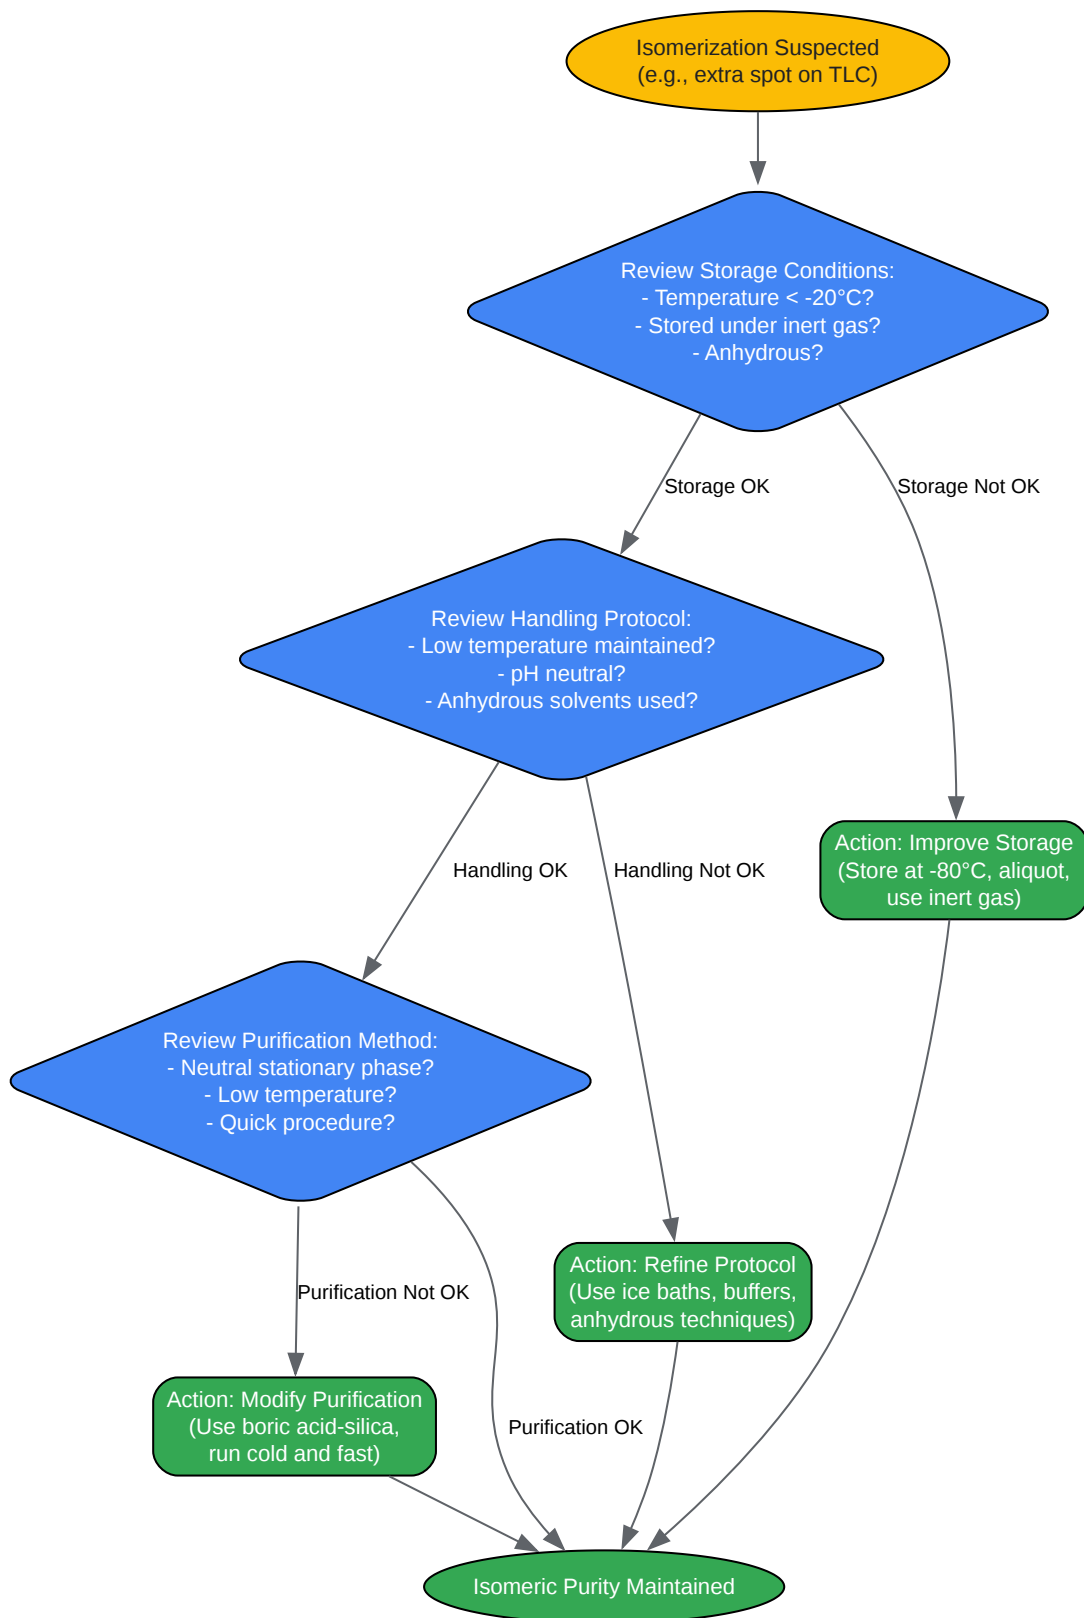 Isomerization Suspected
(e.g., extra spot on TLC)
Review Storage Conditions:
- Temperature < -20°C?
- Stored under inert gas?
- Anhydrous?
Storage OK
Storage Not OK
Review Handling Protocol:
- Low temperature maintained?
- pH neutral?
- Anhydrous solvents used?
Handling OK
Handling Not OK
Action: Improve Storage
(Store at -80°C, aliquot,
use inert gas)
Review Purification Method:
- Neutral stationary phase?
- Low temperature?
- Quick procedure?
Purification Not OK
Action: Refine Protocol
(Use ice baths, buffers,
anhydrous techniques)
Action: Modify Purification
(Use boric acid-silica,
run cold and fast)
Purification OK
Isomeric Purity Maintained